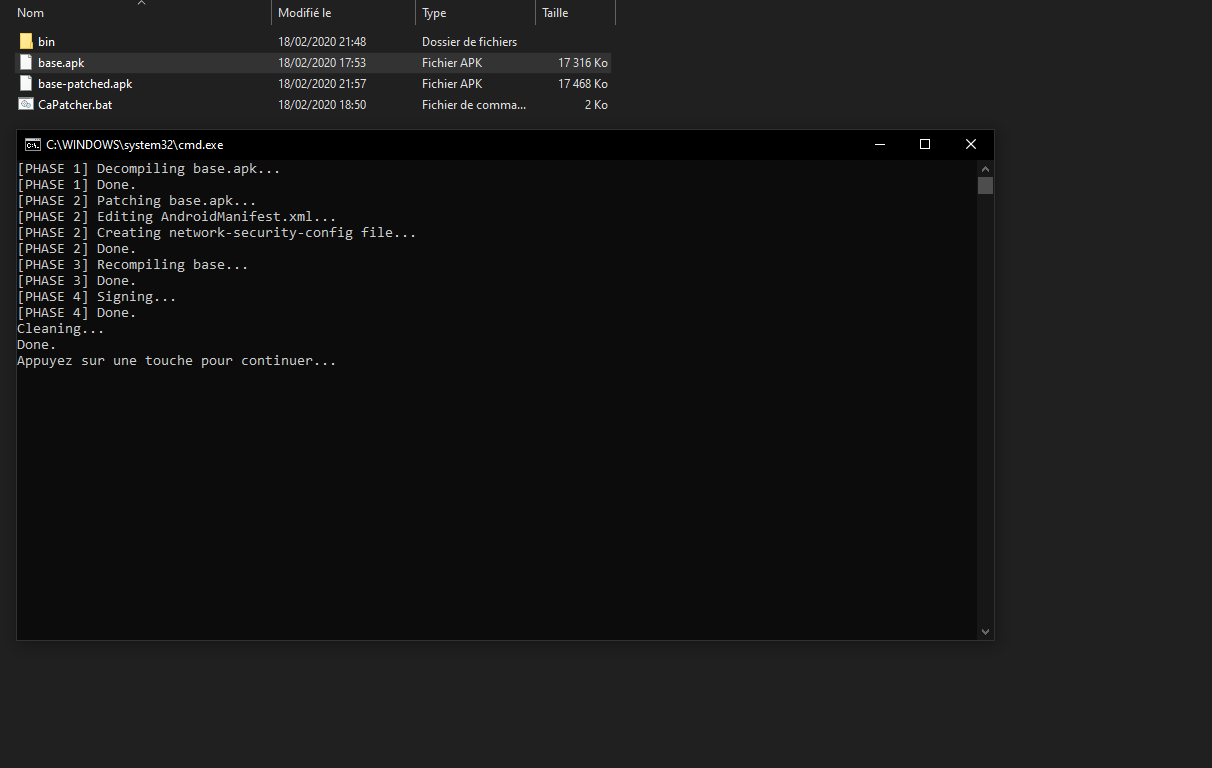 Nom Modifié le Type Taille
bin 18/02/2020 21:48 Dossier de fichiers
base.apk 18/02/2020 17:53 Fichier APK 17 316 Ko
base-patched.apk 18/02/2020 21:57 Fichier APK 17 468 Ko
CaPatcher.bat 18/02/2020 18:50 Fichier de comma... 2 Ko
C:\WINDOWS\system32\cmd.exe
[PHASE 1] Decompiling base.apk...
[PHASE 1] Done.
[PHASE 2] Patching base.apk...
[PHASE 2] Editing AndroidManifest.xml...
[PHASE 2] Creating network-security-config file...
[PHASE 2] Done.
[PHASE 3] Recompiling base...
[PHASE 3] Done.
[PHASE 4] Signing...
[PHASE 4] Done.
Cleaning...
Done.
Appuyez sur une touche pour continuer...